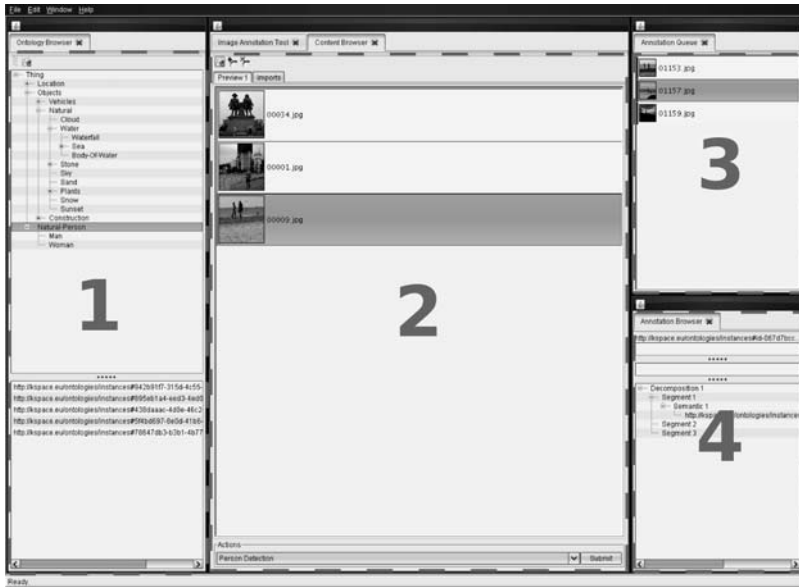 File Edit Window Help
Ontology Browser
Thing
Location
Objects
Vehicles
Natural
Cloud
Water
Waterfall
Sea
Body-Of-Water
Stone
Sky
Sand
Plants
Snow
Sunset
Construction
Natural-Person
Man
Woman
1
http://kspace.eu/ontologies/instances#942b91f7-315d-4c55-
http://kspace.eu/ontologies/instances#895eb1a4-eed3-4ed0
http://kspace.eu/ontologies/instances#438daaac-4d0e-46c2-
http://kspace.eu/ontologies/instances#5f4bd697-6e0d-41b6-
http://kspace.eu/ontologies/instances#78647db3-b3b1-4b77
Image Annotation Tool Content Browser
Preview 1 imports
00034.jpg
00001.jpg
00009.jpg
2
Actions
Person Detection Submit
Annotation Queue
01153.jpg
01157.jpg
01159.jpg
3
Annotation Browser
http://kspace.eu/ontologies/instances#id-067d7bcc...
Decomposition 1
Segment 1
Semantic 1
Segment 2
Segment 3
4
Ready